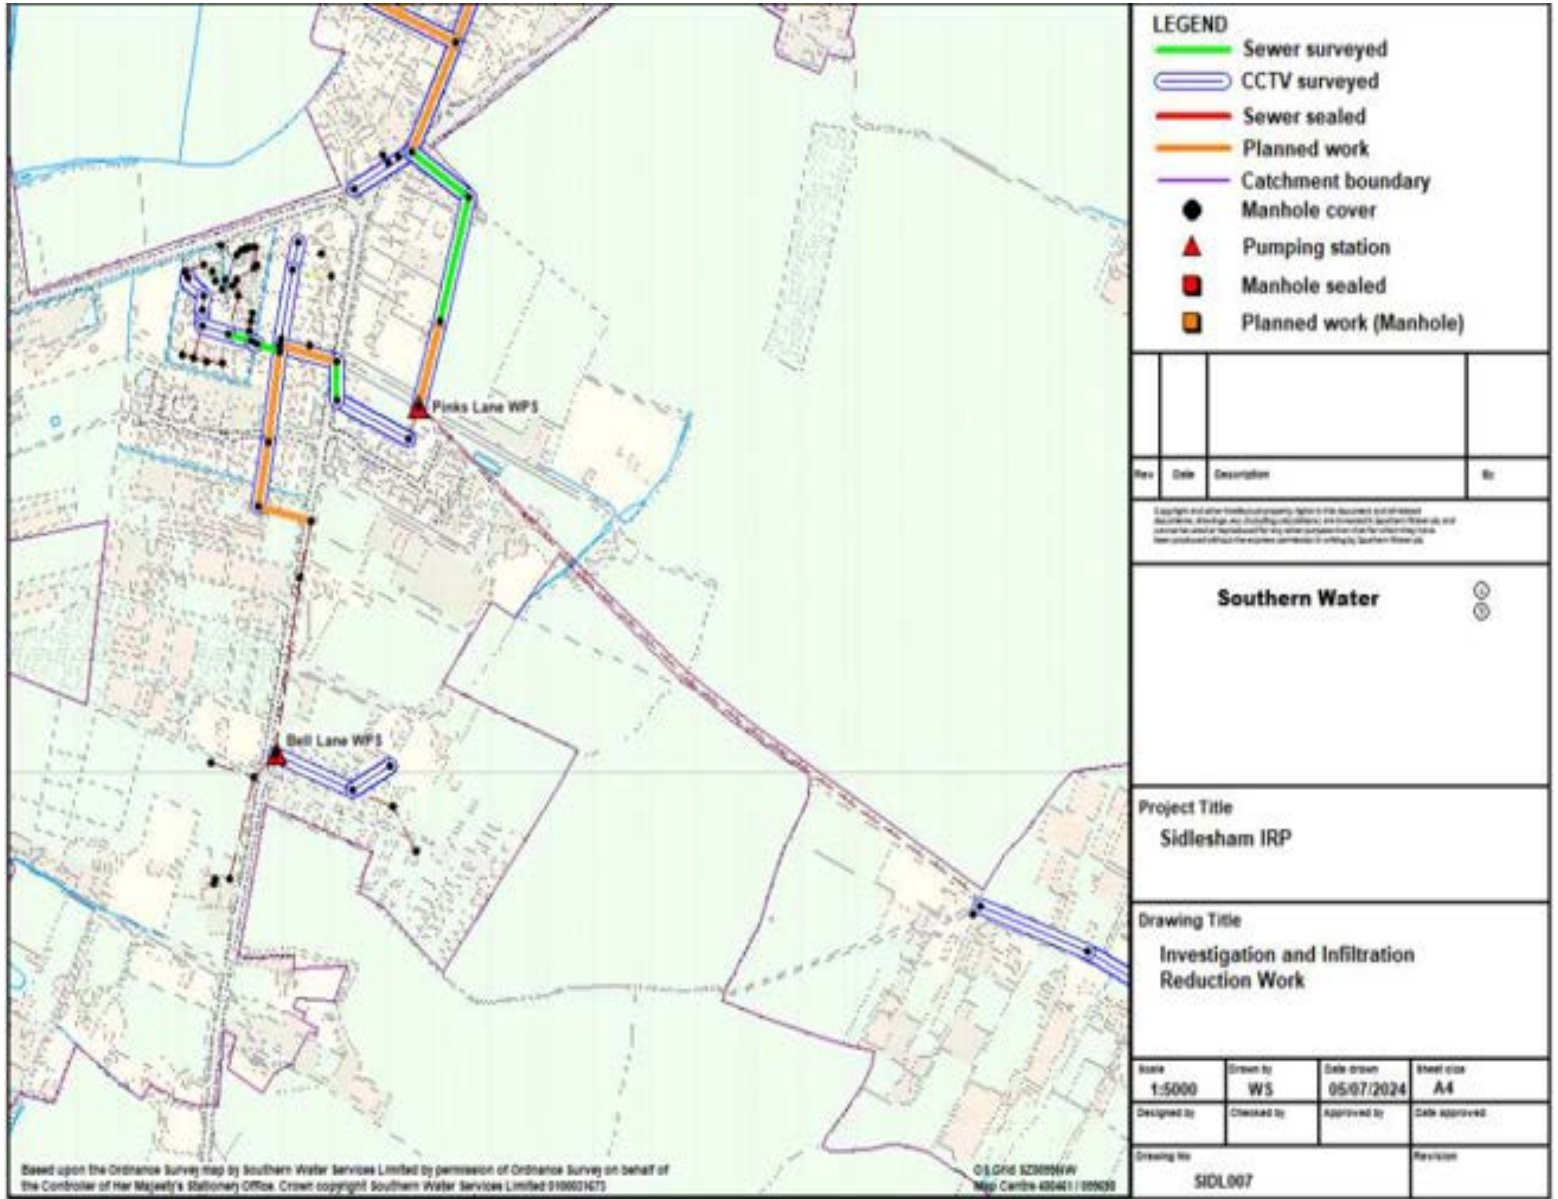 Pinks Lane WPS
Bell Lane WPS
Based upon the Ordnance Survey map by Southern Water Services Limited by permission of Ordnance Survey on behalf of
the Controller of Her Majesty's Stationery Office. Crown copyright Southern Water Services Limited
OS Grid
Map Centre
LEGEND
Sewer surveyed
CCTV surveyed
Sewer sealed
Planned work
Catchment boundary
Manhole cover
Pumping station
Manhole sealed
Planned work (Manhole)
Rev Date Description By
Southern Water
Project Title
Sidlesham IRP
Drawing Title
Investigation and Infiltration
Reduction Work
Scale
1:5000
Drawn by
WS
Date drawn
05/07/2024
Sheet size
A4
Designed by
Checked by
Approved by
Date approved
Drawing No
SIDL007
Revision